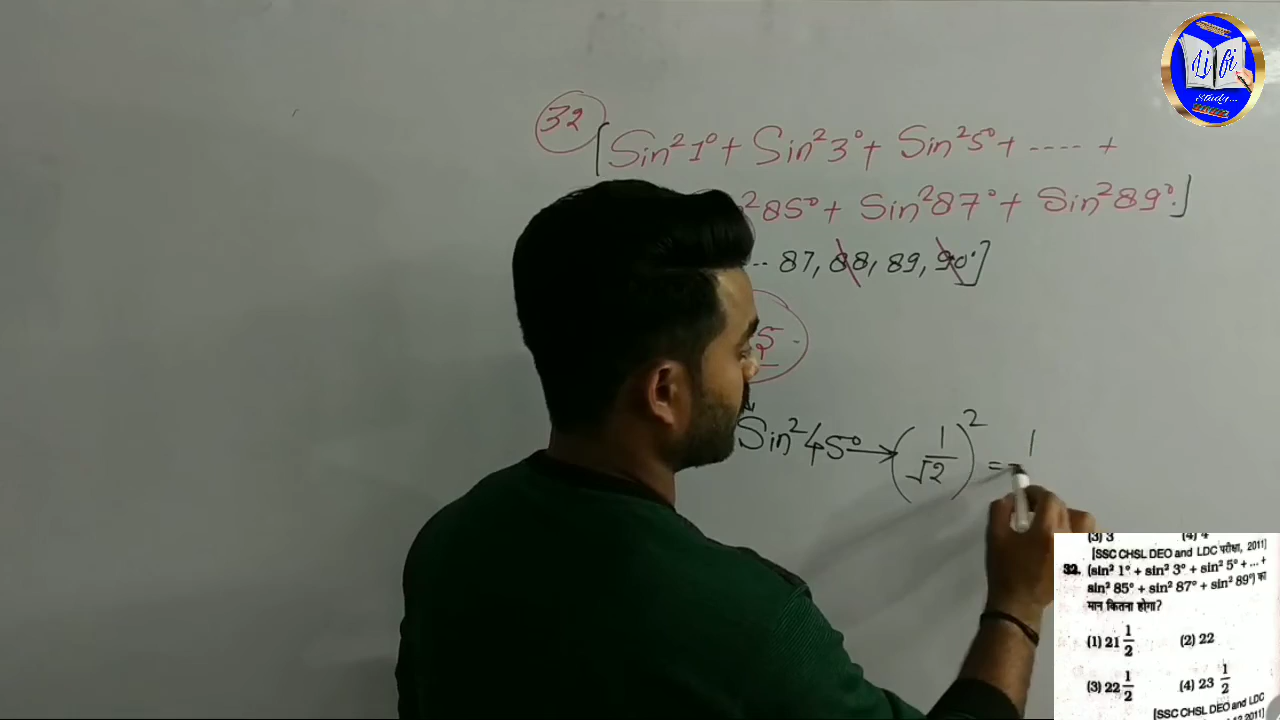 32 [Sin²1° + Sin²3° + Sin²5° + ---- +
²85° + Sin²87° + Sin²89°.]
-- 87, 88, 89, 90°]
Sin²45° → (1/√2)² = 1
difi
study...
(3) 3 (4) 4
[SSC CHSL DEO and LDC परीक्षा, 2011]
32. (sin² 1° + sin² 3° + sin² 5° + ... +
sin² 85° + sin² 87° + sin² 89°) का
मान कितना होगा?
(1) 21 1/2 (2) 22
(3) 22 1/2 (4) 23 1/2
[SSC CHSL DEO and LDC
2011]